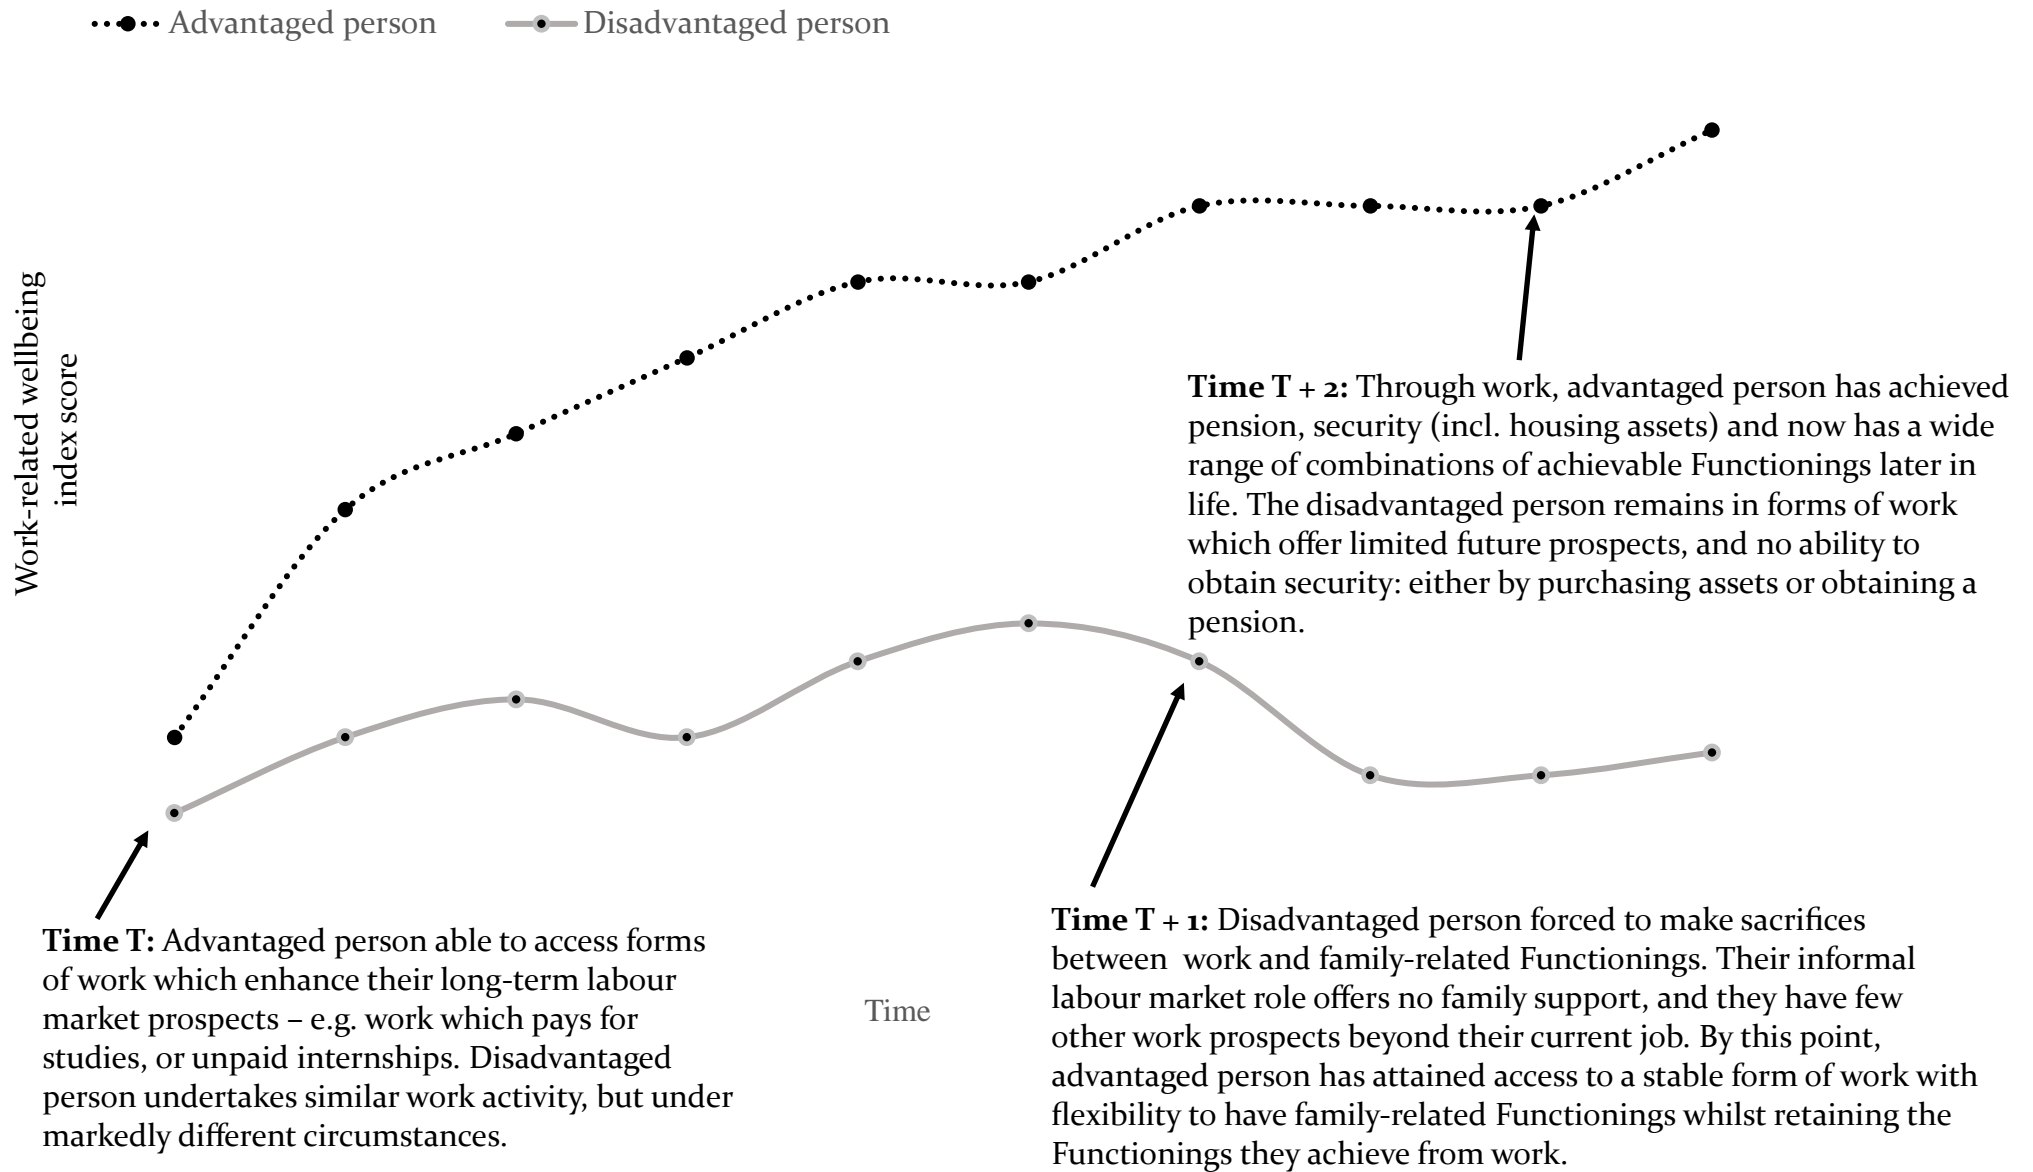 Advantaged person
Disadvantaged person
Work-related wellbeing
index score
Time T + 2: Through work, advantaged person has achieved
pension, security (incl. housing assets) and now has a wide
range of combinations of achievable Functionings later in
life. The disadvantaged person remains in forms of work
which offer limited future prospects, and no ability to
obtain security: either by purchasing assets or obtaining a
pension.
Time T: Advantaged person able to access forms
of work which enhance their long-term labour
market prospects – e.g. work which pays for
studies, or unpaid internships. Disadvantaged
person undertakes similar work activity, but under
markedly different circumstances.
Time
Time T + 1: Disadvantaged person forced to make sacrifices
between  work and family-related Functionings. Their informal
labour market role offers no family support, and they have few
other work prospects beyond their current job. By this point,
advantaged person has attained access to a stable form of work with
flexibility to have family-related Functionings whilst retaining the
Functionings they achieve from work.